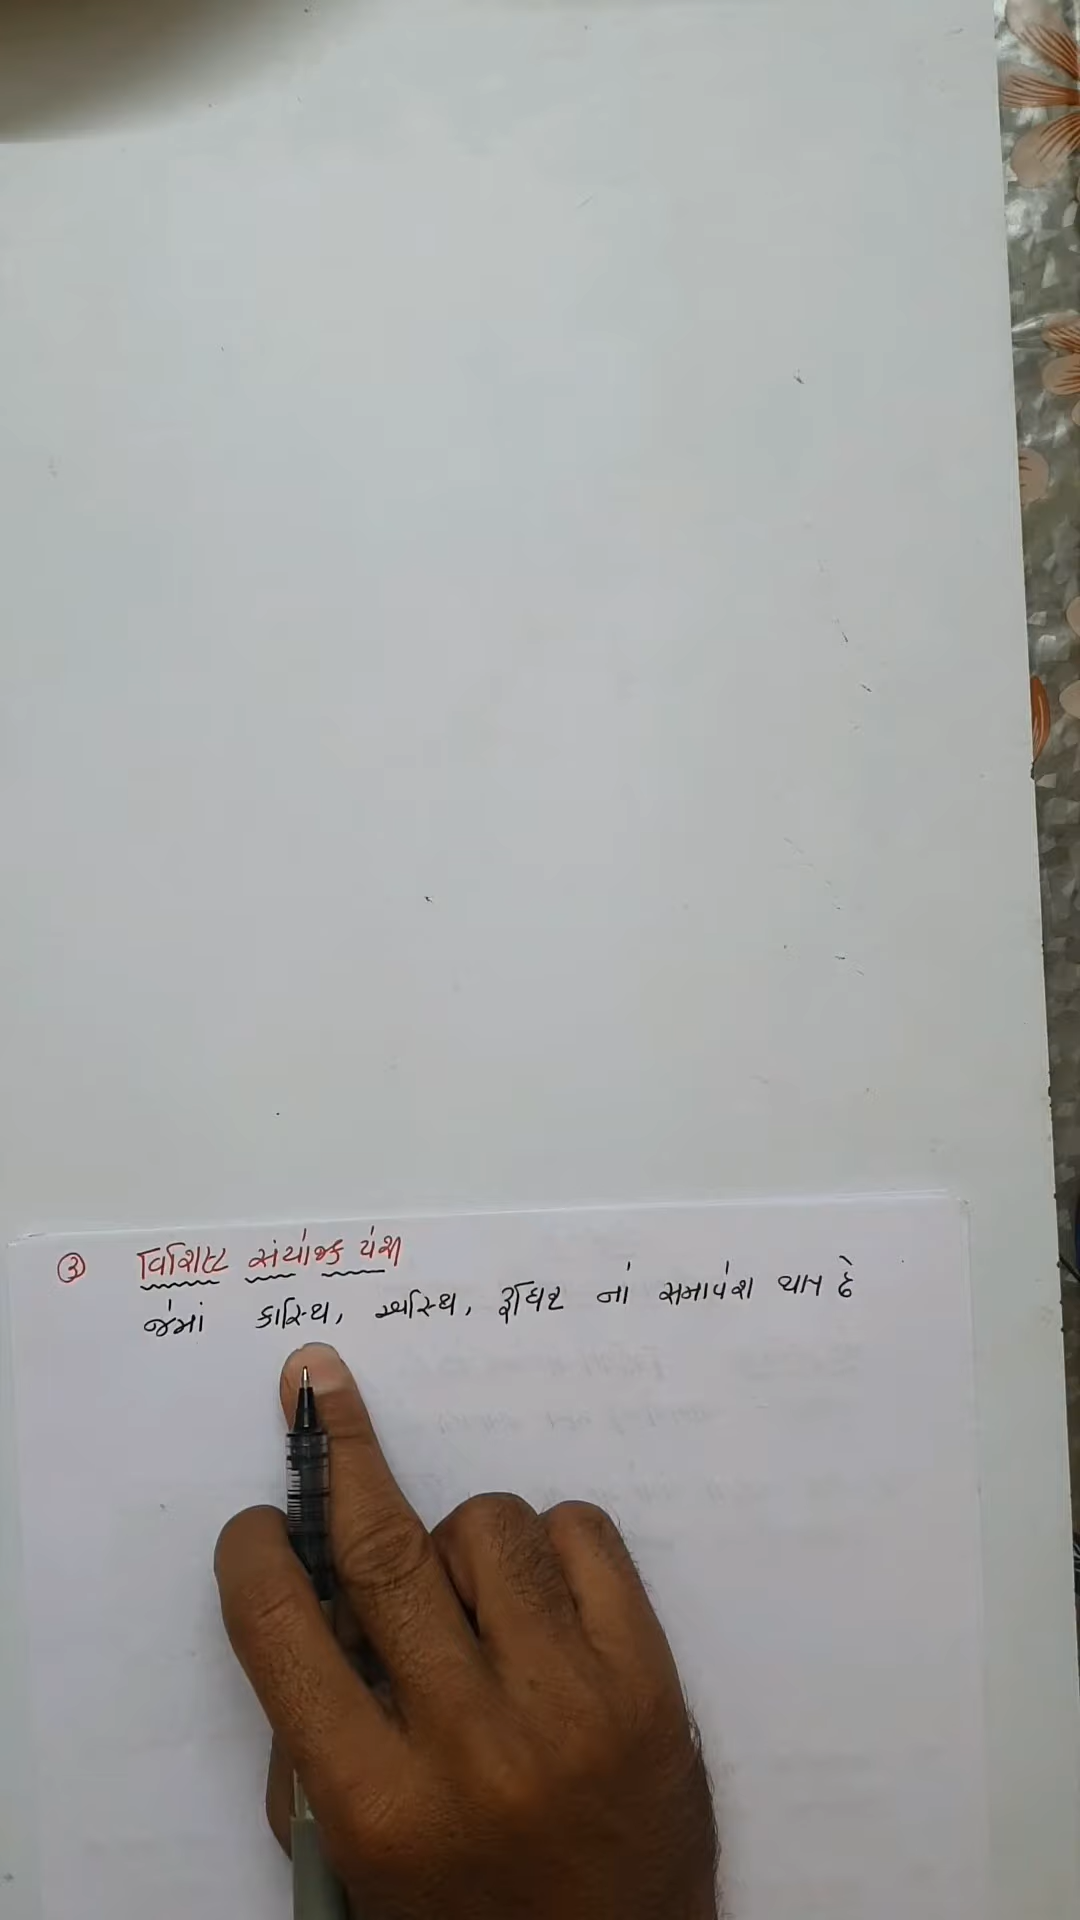 ③ વિશિષ્ટ સંયોજક પેશી
જેમાં કાસ્થિ, અસ્થિ, રૂધિર નાં સમાવેશ થાય છે